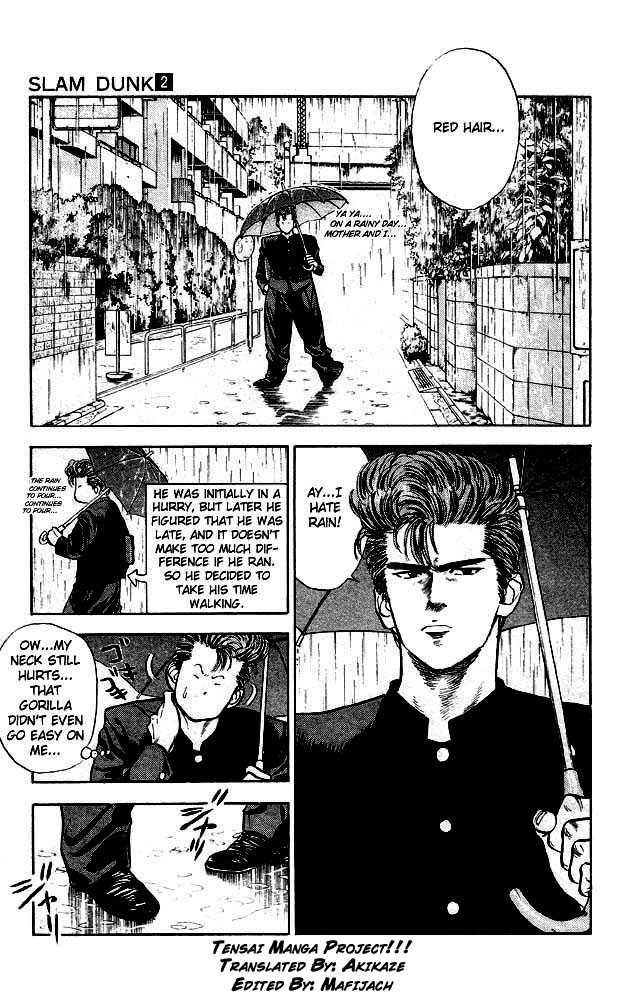 SLAM DUNK 2
RED HAIR...
YA YA....
ON A RAINY DAY...
MOTHER AND I...
AY...I
HATE
RAIN!
THE RAIN
CONTINUES
TO POUR...
CONTINUES
TO POUR...
HE WAS INITIALLY IN A
HURRY, BUT LATER HE
FIGURED THAT HE WAS
LATE, AND IT DOESN'T
MAKE TOO MUCH DIF-
FERENCE IF HE RAN.
SO HE DECIDED TO
TAKE HIS TIME
WALKING.
OW...MY
NECK STILL
HURTS...
THAT
GORILLA
DIDN'T EVEN
GO EASY ON
ME...
TENSAI MANGA PROJECT!!!
TRANSLATED BY: AKIKAZE
EDITED BY: MAFIJACH